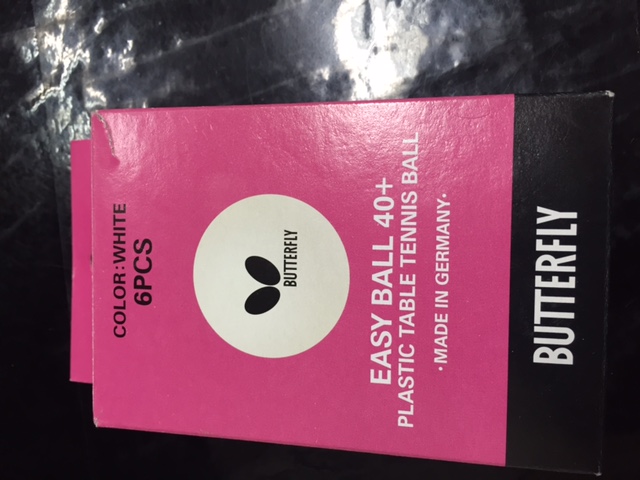 COLOR:WHITE
6PCS
BUTTERFLY
EASY BALL 40+
PLASTIC TABLE TENNIS BALL
·MADE IN GERMANY·
BUTTERFLY